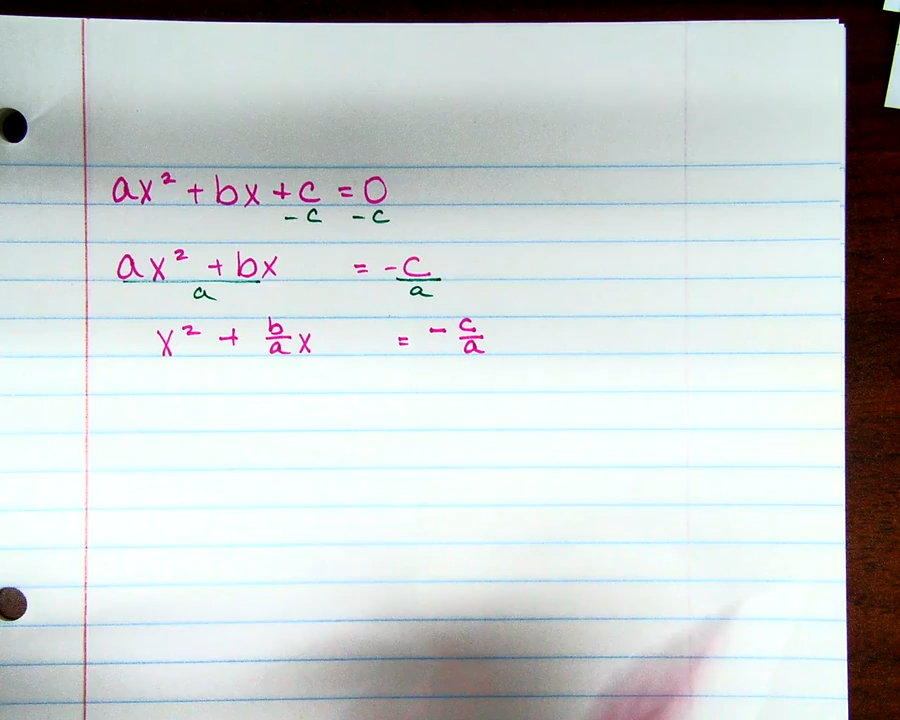 ax² + bx + c = 0
- c - c
ax² + bx = - c
a a
x² + b/a x = - c/a